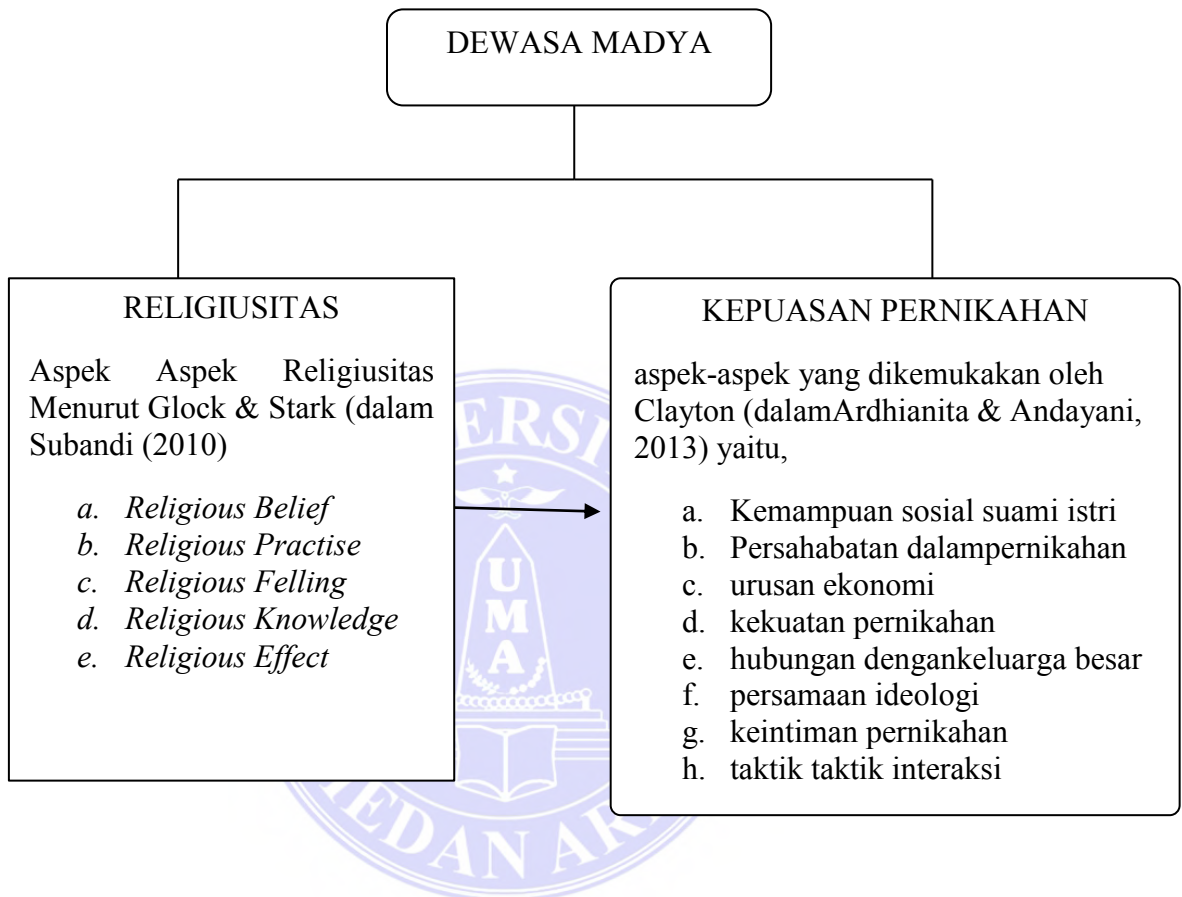 DEWASA MADYA
RELIGIUSITAS
Aspek Aspek Religiusitas
Menurut Glock & Stark (dalam
Subandi (2010)
a. Religious Belief
b. Religious Practise
c. Religious Felling
d. Religious Knowledge
e. Religious Effect
KEPUASAN PERNIKAHAN
aspek-aspek yang dikemukakan oleh
Clayton (dalamArdhianita & Andayani,
2013) yaitu,
a. Kemampuan sosial suami istri
b. Persahabatan dalampernikahan
c. urusan ekonomi
d. kekuatan pernikahan
e. hubungan dengankeluarga besar
f. persamaan ideologi
g. keintiman pernikahan
h. taktik taktik interaksi
UMA